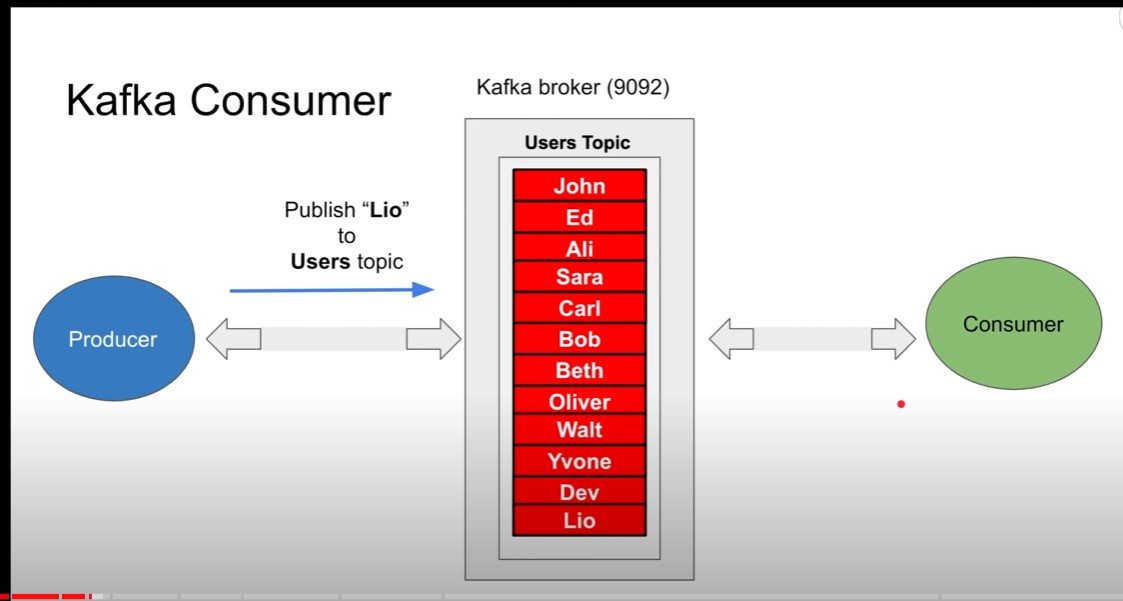 Kafka Consumer
Kafka broker (9092)
Users Topic
Publish “Lio”
to
Users topic
Producer
John
Ed
Ali
Sara
Carl
Bob
Beth
Oliver
Walt
Yvone
Dev
Lio
Consumer